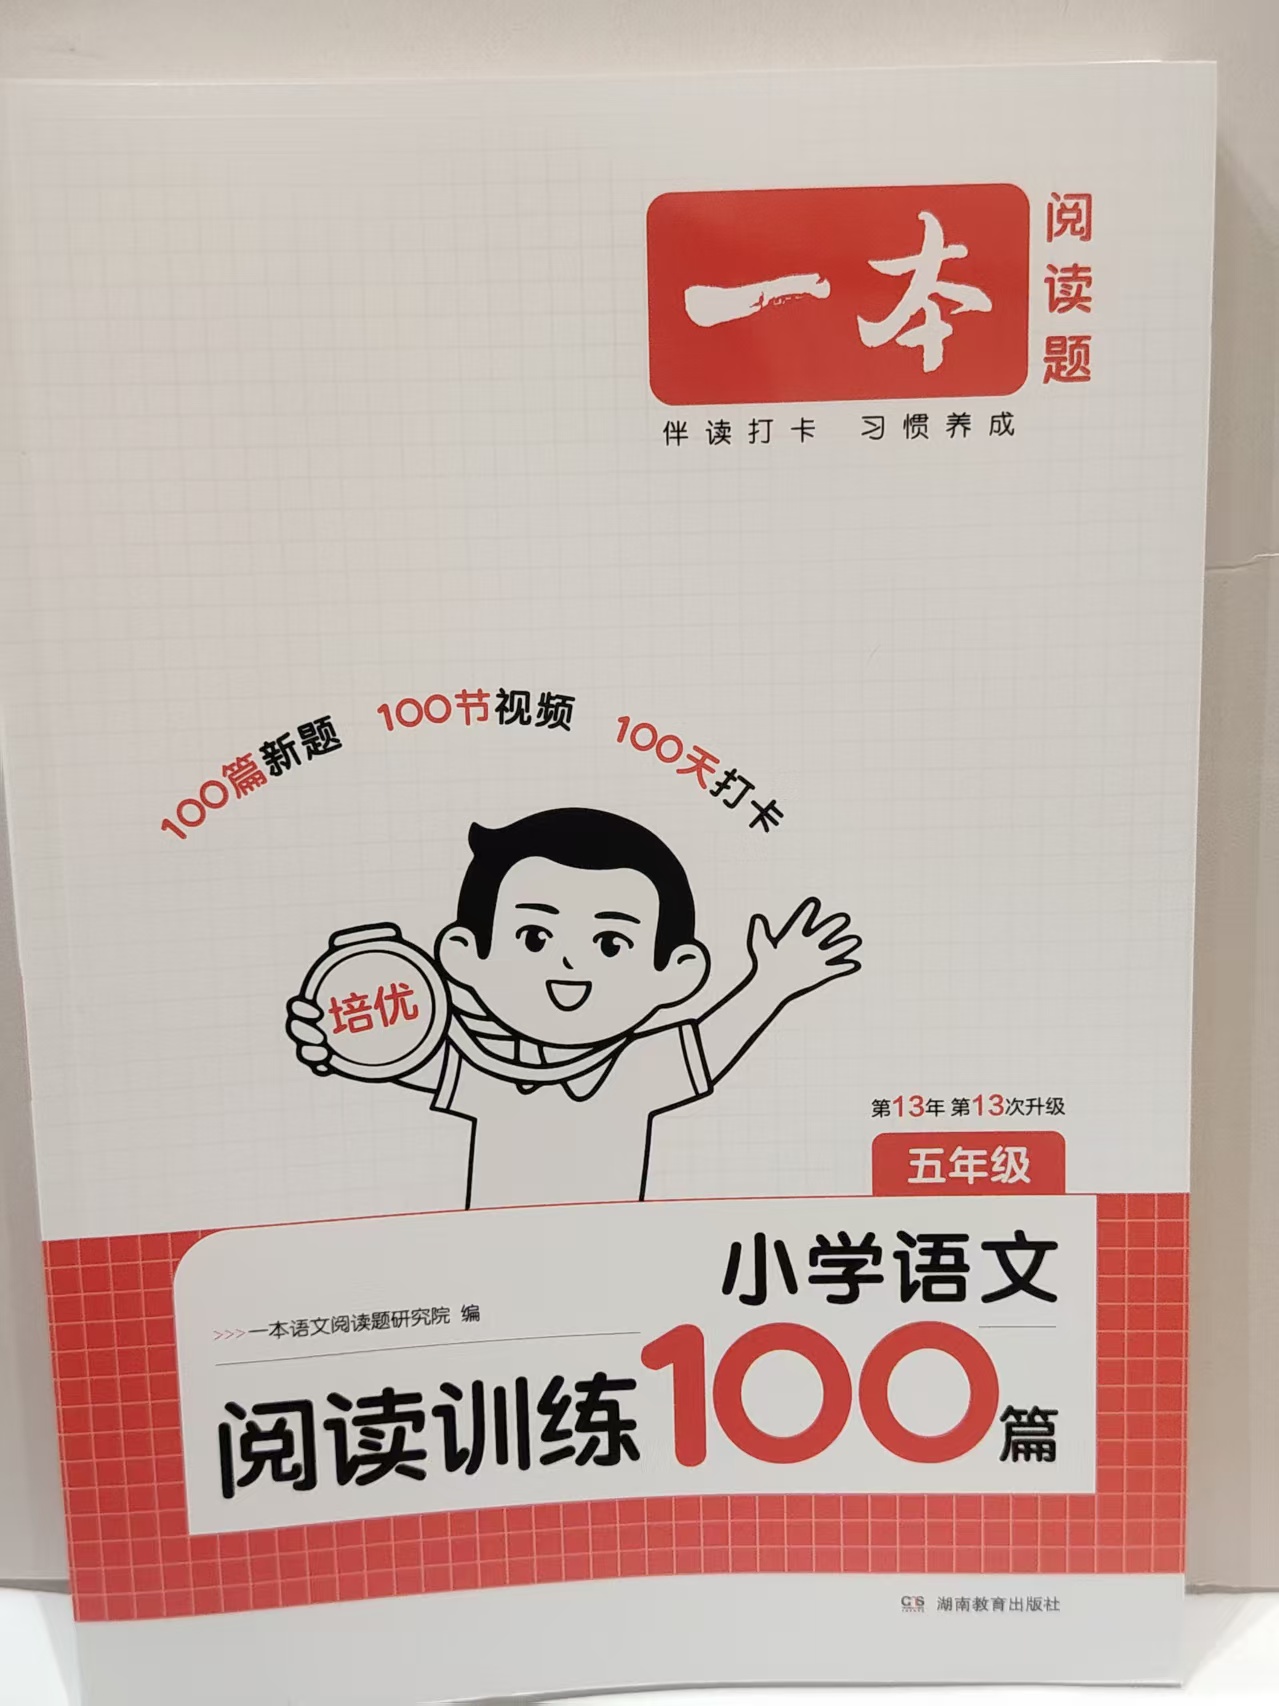 一本
阅读题
伴读打卡 习惯养成
100篇新题 100节视频 100天打卡
培优
第13年 第13次升级
五年级
小学语文
>>>一本语文阅读题研究院 编
阅读训练100篇
湖南教育出版社